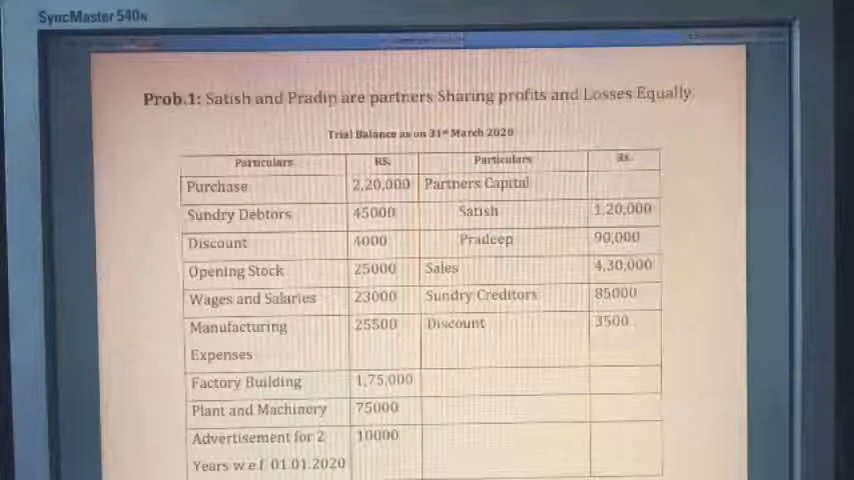 SyncMaster 540N
Prob.1: Satish and Pradip are partners Sharing profits and Losses Equally.
Trial Balance as on 31st March 2020
Particulars RS. Particulars Rs.
Purchase 2,20,000 Partners Capital
Sundry Debtors 45000 Satish 1,20,000
Discount 4000 Pradeep 90,000
Opening Stock 25000 Sales 4,30,000
Wages and Salaries 23000 Sundry Creditors 85000
Manufacturing 25500 Discount 3500
Expenses
Factory Building 1,75,000
Plant and Machinery 75000
Advertisement for 2 10000
Years w.e.f. 01.01.2020